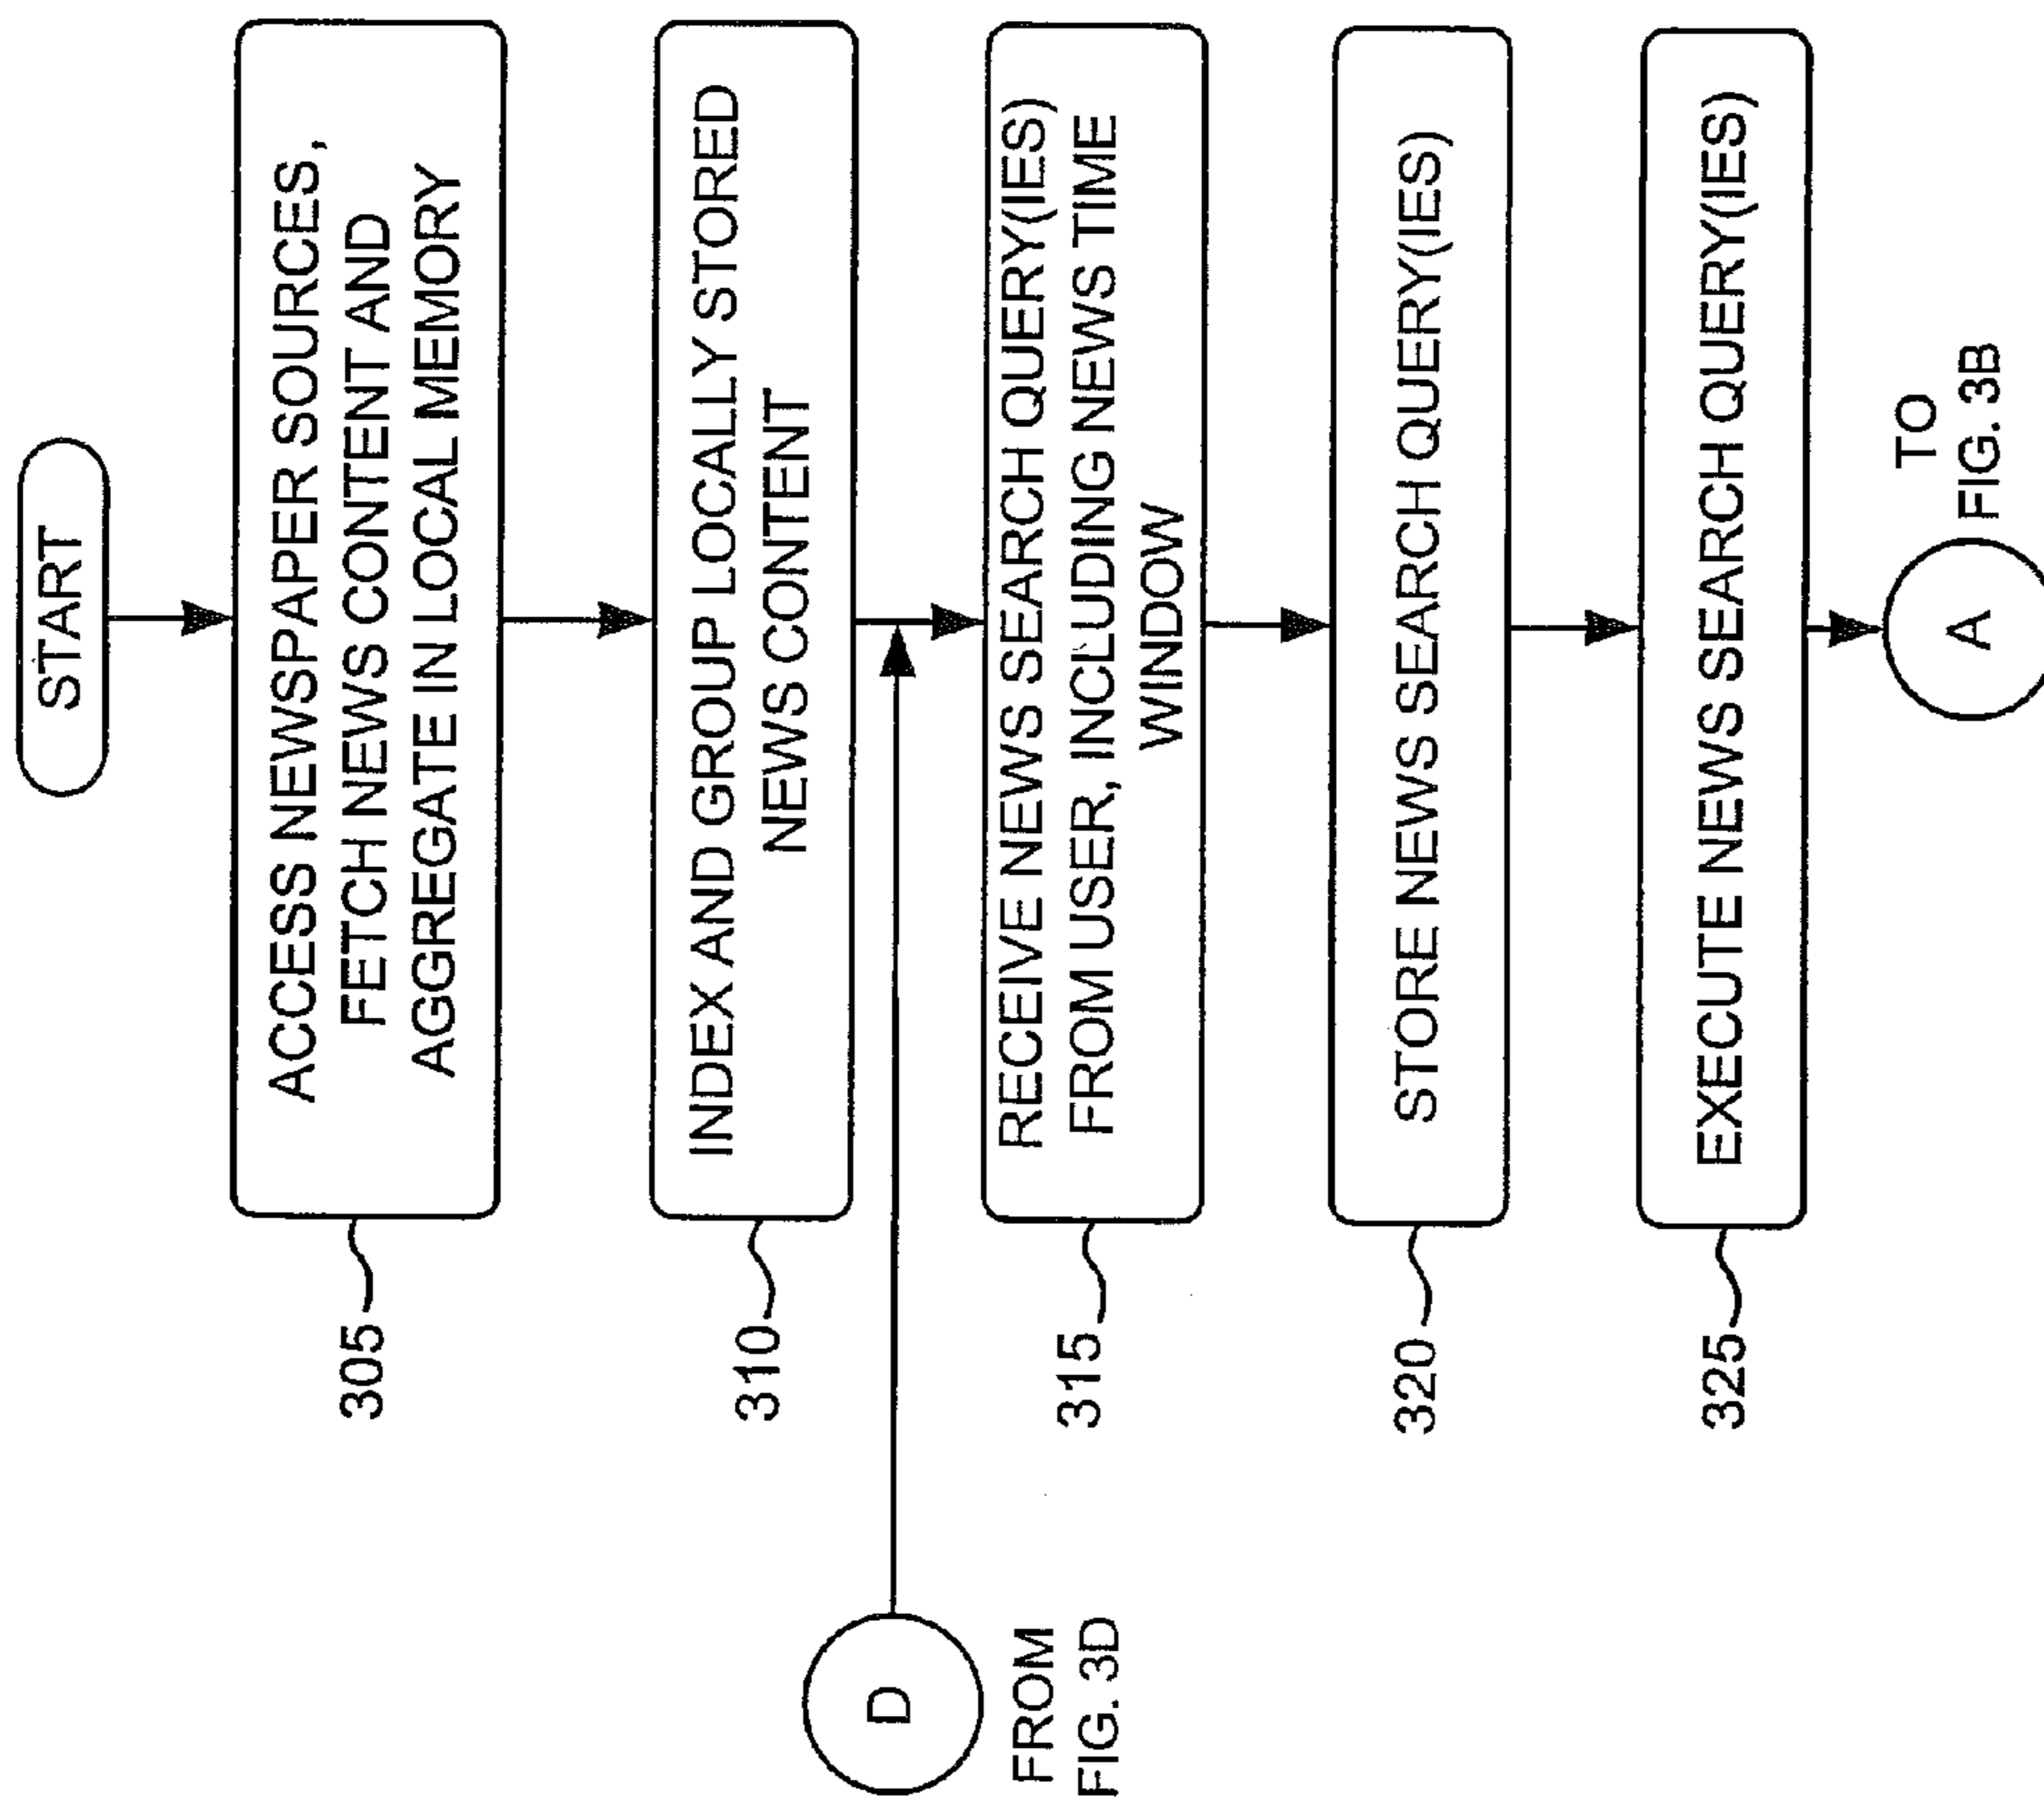 START
305
ACCESS NEWSPAPER SOURCES,
FETCH NEWS CONTENT AND
AGGREGATE IN LOCAL MEMORY
310
INDEX AND GROUP LOCALLY STORED
NEWS CONTENT
D
FROM
FIG. 3D
315
RECEIVE NEWS SEARCH QUERY(IES)
FROM USER, INCLUDING NEWS TIME
WINDOW
320
STORE NEWS SEARCH QUERY(IES)
325
EXECUTE NEWS SEARCH QUERY(IES)
A
TO
FIG. 3B